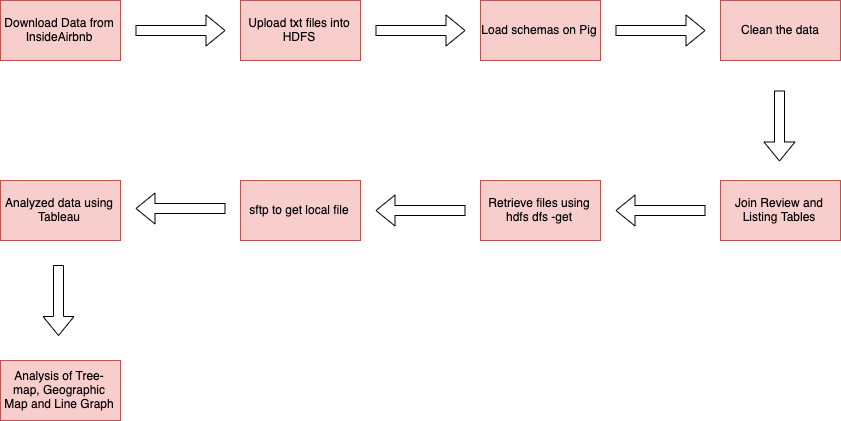 Download Data from
InsideAirbnb
Upload txt files into
HDFS
Load schemas on Pig
Clean the data
Join Review and
Listing Tables
Retrieve files using
hdfs dfs -get
sftp to get local file
Analyzed data using
Tableau
Analysis of Tree-
map, Geographic
Map and Line Graph